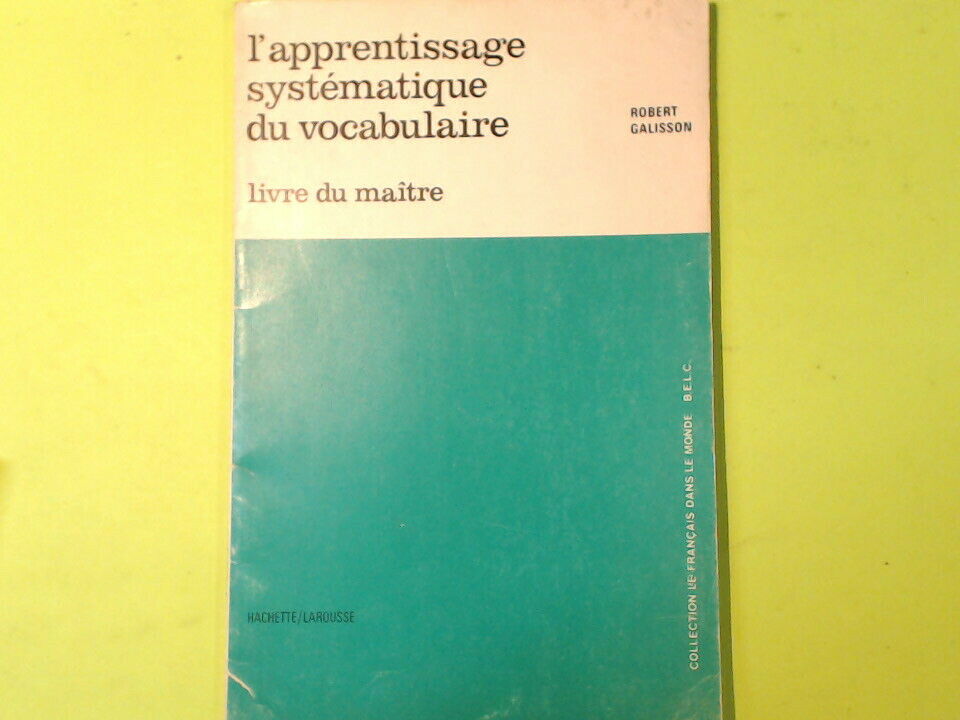 l'apprentissage
systématique
du vocabulaire
ROBERT
GALISSON
livre du maître
COLLECTION LE FRANÇAIS DANS LE MONDE B.E.L.C.
HACHETTE/LAROUSSE